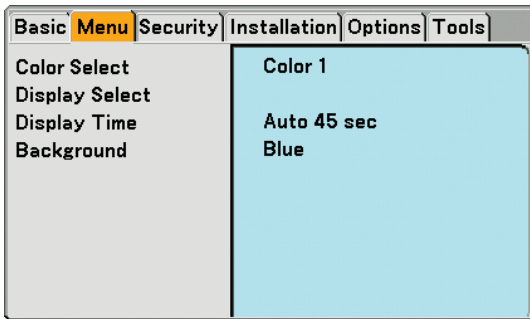 Basic Menu Security Installation Options Tools
Color Select Color 1
Display Select
Display Time Auto 45 sec
Background Blue